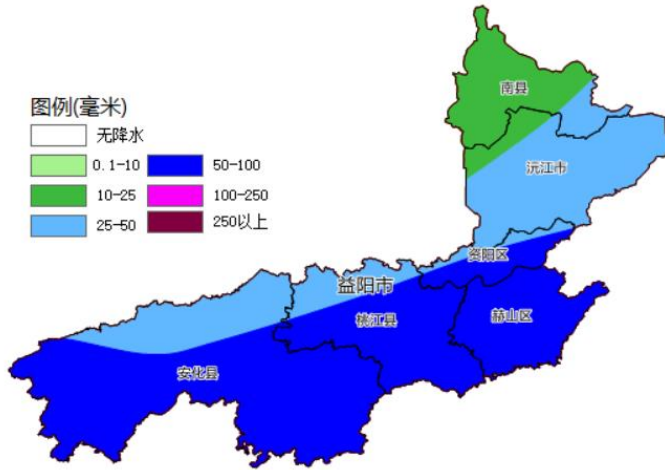 南县
图例(毫米)
无降水
0.1-10
50-100
10-25
100-250
25-50
250以上
沅江市
资阳区
益阳市
桃江县
赫山区
安化县